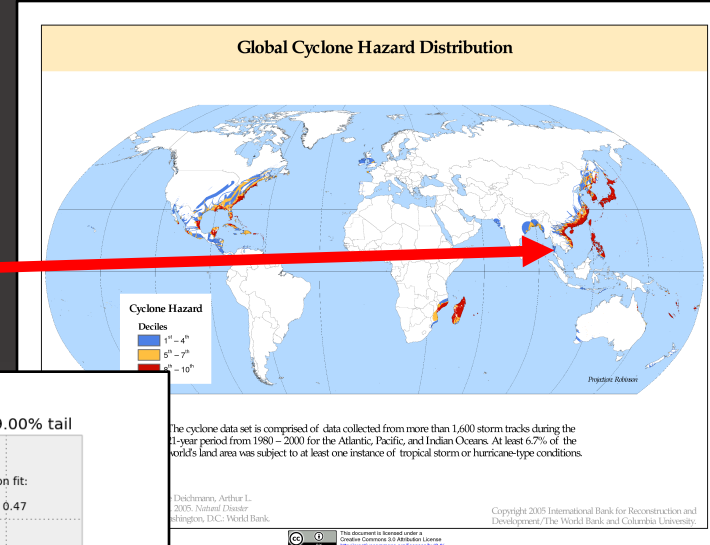 Global Cyclone Hazard Distribution
Cyclone Hazard
Deciles
1st – 4th
5th – 7th
8th – 10th
Projection: Robinson
9.00% tail
on fit:
0.47
The cyclone data set is comprised of data collected from more than 1,600 storm tracks during the
21-year period from 1980 – 2000 for the Atlantic, Pacific, and Indian Oceans. At least 6.7% of the
world's land area was subject to at least one instance of tropical storm or hurricane-type conditions.
Deichmann, Arthur L.
2005. Natural Disaster
Washington, D.C.: World Bank.
Copyright 2005 International Bank for Reconstruction and
Development/The World Bank and Columbia University.
cc
This document is licensed under a
Creative Commons 3.0 Attribution License